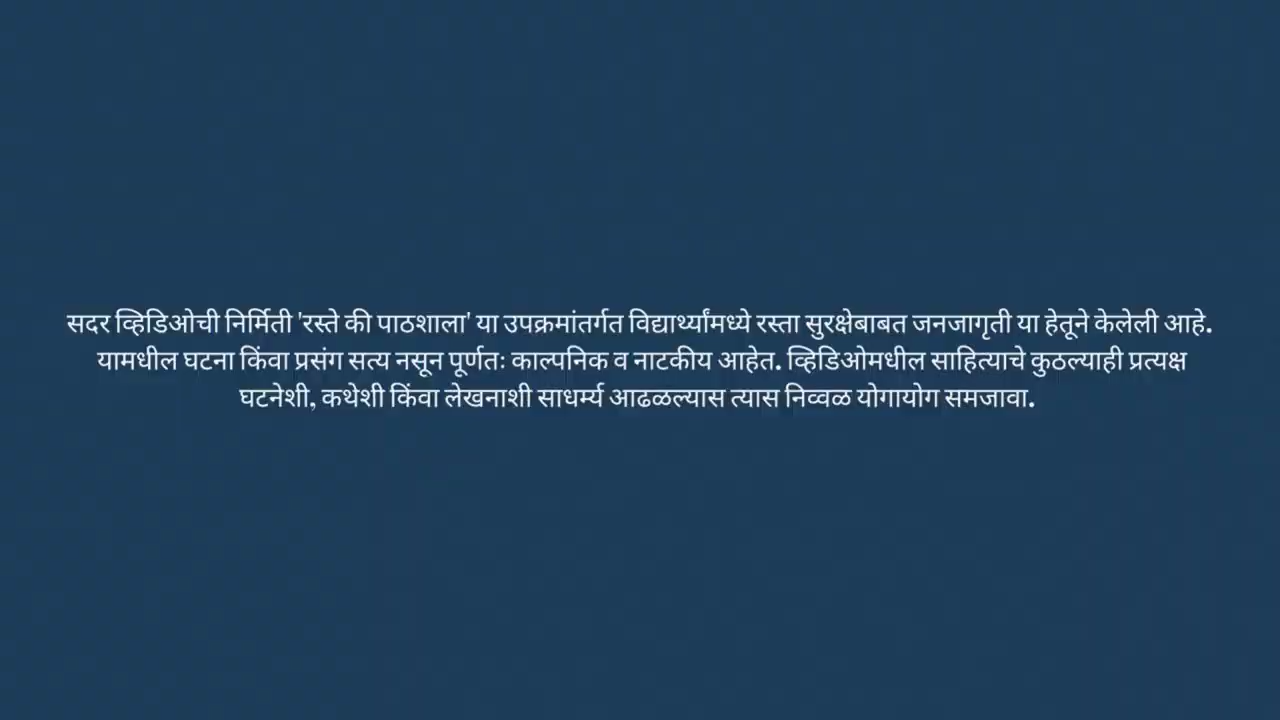 सदर व्हिडिओची निर्मिती 'रस्ते की पाठशाला' या उपक्रमांतर्गत विद्यार्थ्यांमध्ये रस्ता सुरक्षेबाबत जनजागृती या हेतूने केलेली आहे.
यामधील घटना किंवा प्रसंग सत्य नसून पूर्णतः काल्पनिक व नाटकीय आहेत. व्हिडिओमधील साहित्याचे कुठल्याही प्रत्यक्ष
घटनेशी, कथेशी किंवा लेखनाशी साधर्म्य आढळल्यास त्यास निव्वळ योगायोग समजावा.